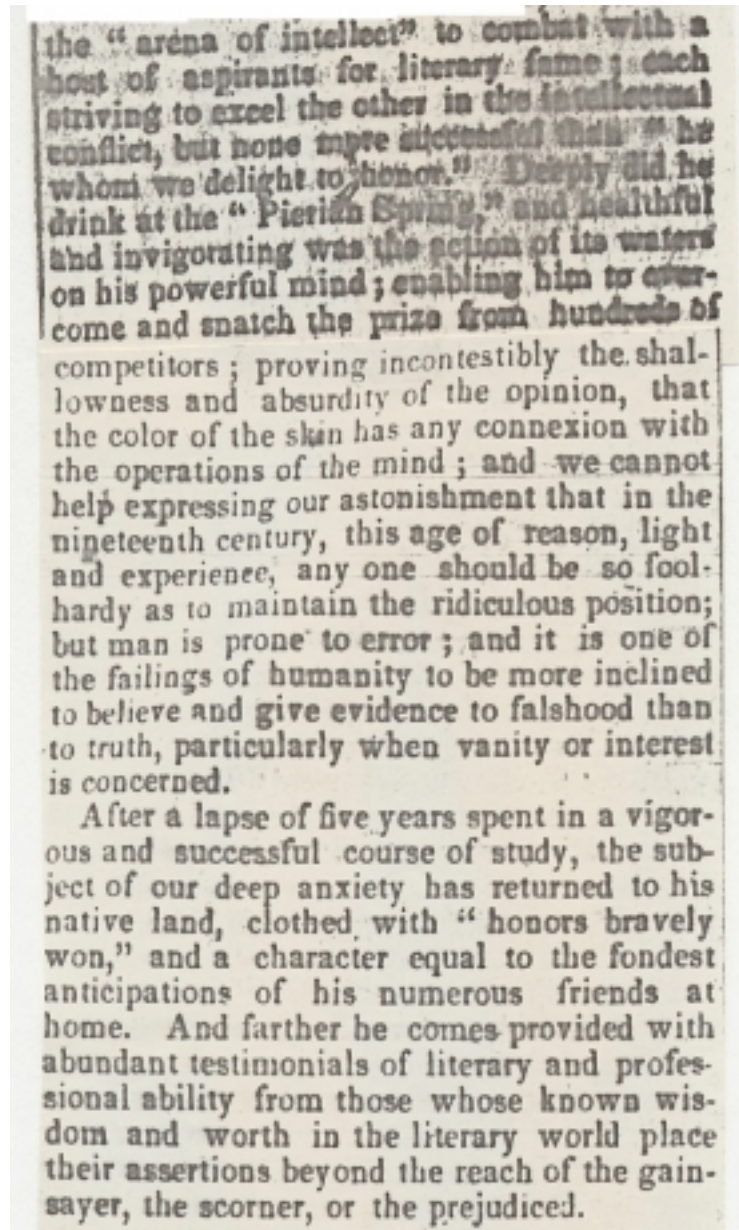 the “ arena of intellect” to combat with a
host of aspirants for literary fame ; each
striving to excel the other in the intellectual
conflict, but none more successful than “ he
whom we delight to honor.” Deeply did he
drink at the “ Pierian Spring,” and healthful
and invigorating was the action of its waters
on his powerful mind ; enabling him to over-
come and snatch the prize from hundreds of
competitors ; proving incontestibly the shal-
lowness and absurdity of the opinion, that
the color of the skin has any connexion with
the operations of the mind ; and we cannot
help expressing our astonishment that in the
nineteenth century, this age of reason, light
and experience, any one should be so fool-
hardy as to maintain the ridiculous position;
but man is prone to error ; and it is one of
the failings of humanity to be more inclined
to believe and give evidence to falshood than
to truth, particularly when vanity or interest
is concerned.
After a lapse of five years spent in a vigor-
ous and successful course of study, the sub-
ject of our deep anxiety has returned to his
native land, clothed with “ honors bravely
won,” and a character equal to the fondest
anticipations of his numerous friends at
home. And farther he comes provided with
abundant testimonials of literary and profes-
sional ability from those whose known wis-
dom and worth in the literary world place
their assertions beyond the reach of the gain-
sayer, the scorner, or the prejudiced.